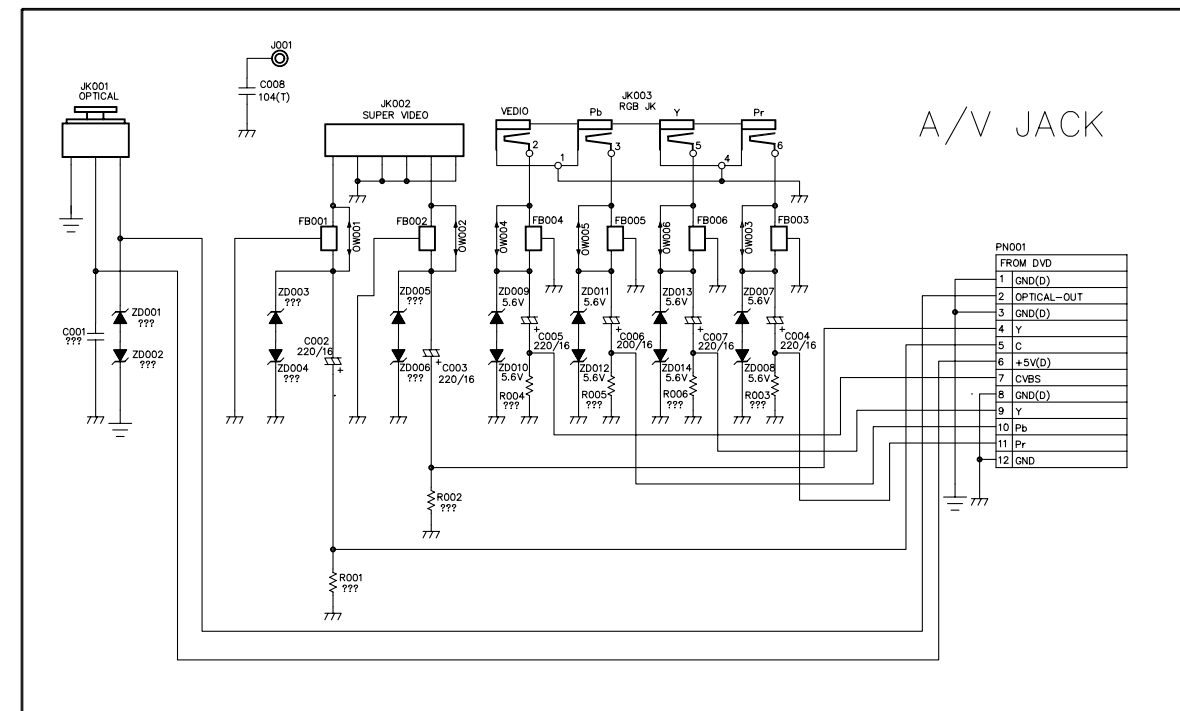 A/V JACK
J001
C008
104(T)
JK001
OPTICAL
JK002
SUPER VIDEO
JK003
RGB JK
VEDIO
Pb
Y
Pr
2
1
3
5
4
6
FB001
OW001
FB002
OW002
OW004
FB004
OW005
FB005
OW006
FB006
OW003
FB003
ZD001
???
ZD002
???
C001
???
ZD003
???
ZD004
???
C002
220/16
+
ZD005
???
ZD006
???
+
C003
220/16
ZD009
5.6V
ZD010
5.6V
+
C005
220/16
R004
???
ZD011
5.6V
ZD012
5.6V
+
C006
200/16
R005
???
ZD013
5.6V
ZD014
5.6V
+
C007
220/16
R006
???
ZD007
5.6V
ZD008
5.6V
+
C004
220/16
R003
???
R002
???
R001
???
PN001
FROM DVD
1 GND(D)
2 OPTICAL-OUT
3 GND(D)
4 Y
5 C
6 +5V(D)
7 CVBS
8 GND(D)
9 Y
10 Pb
11 Pr
12 GND